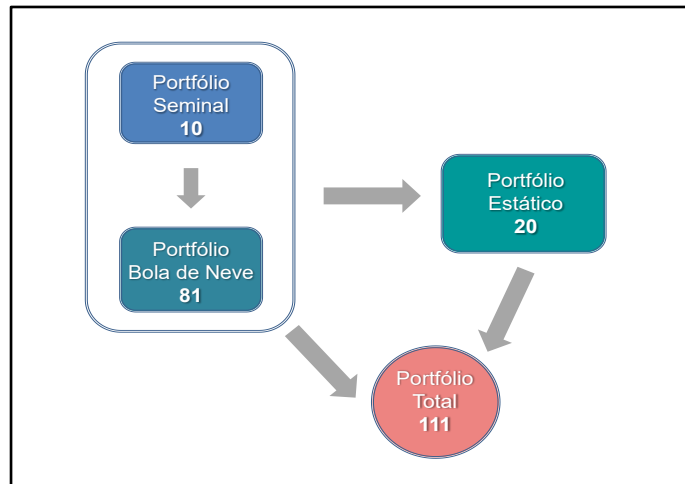 Portfólio
Seminal
10
Portfólio
Bola de Neve
81
Portfólio
Estático
20
Portfólio
Total
111